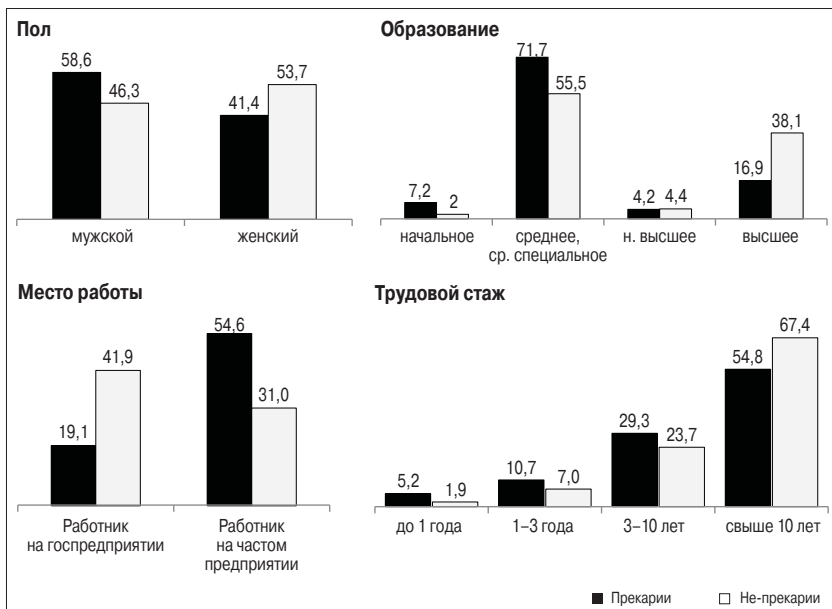 Пол
58,6
46,3
41,4
53,7
мужской
женский
Образование
71,7
55,5
38,1
16,9
7,2
2
4,2
4,4
начальное
среднее,
ср. специальное
н. высшее
высшее
Место работы
54,6
41,9
31,0
19,1
Работник
на госпредприятии
Работник
на частом
предприятии
Трудовой стаж
67,4
54,8
29,3
23,7
10,7
7,0
5,2
1,9
до 1 года
1–3 года
3–10 лет
свыше 10 лет
Прекарии
Не-прекарии